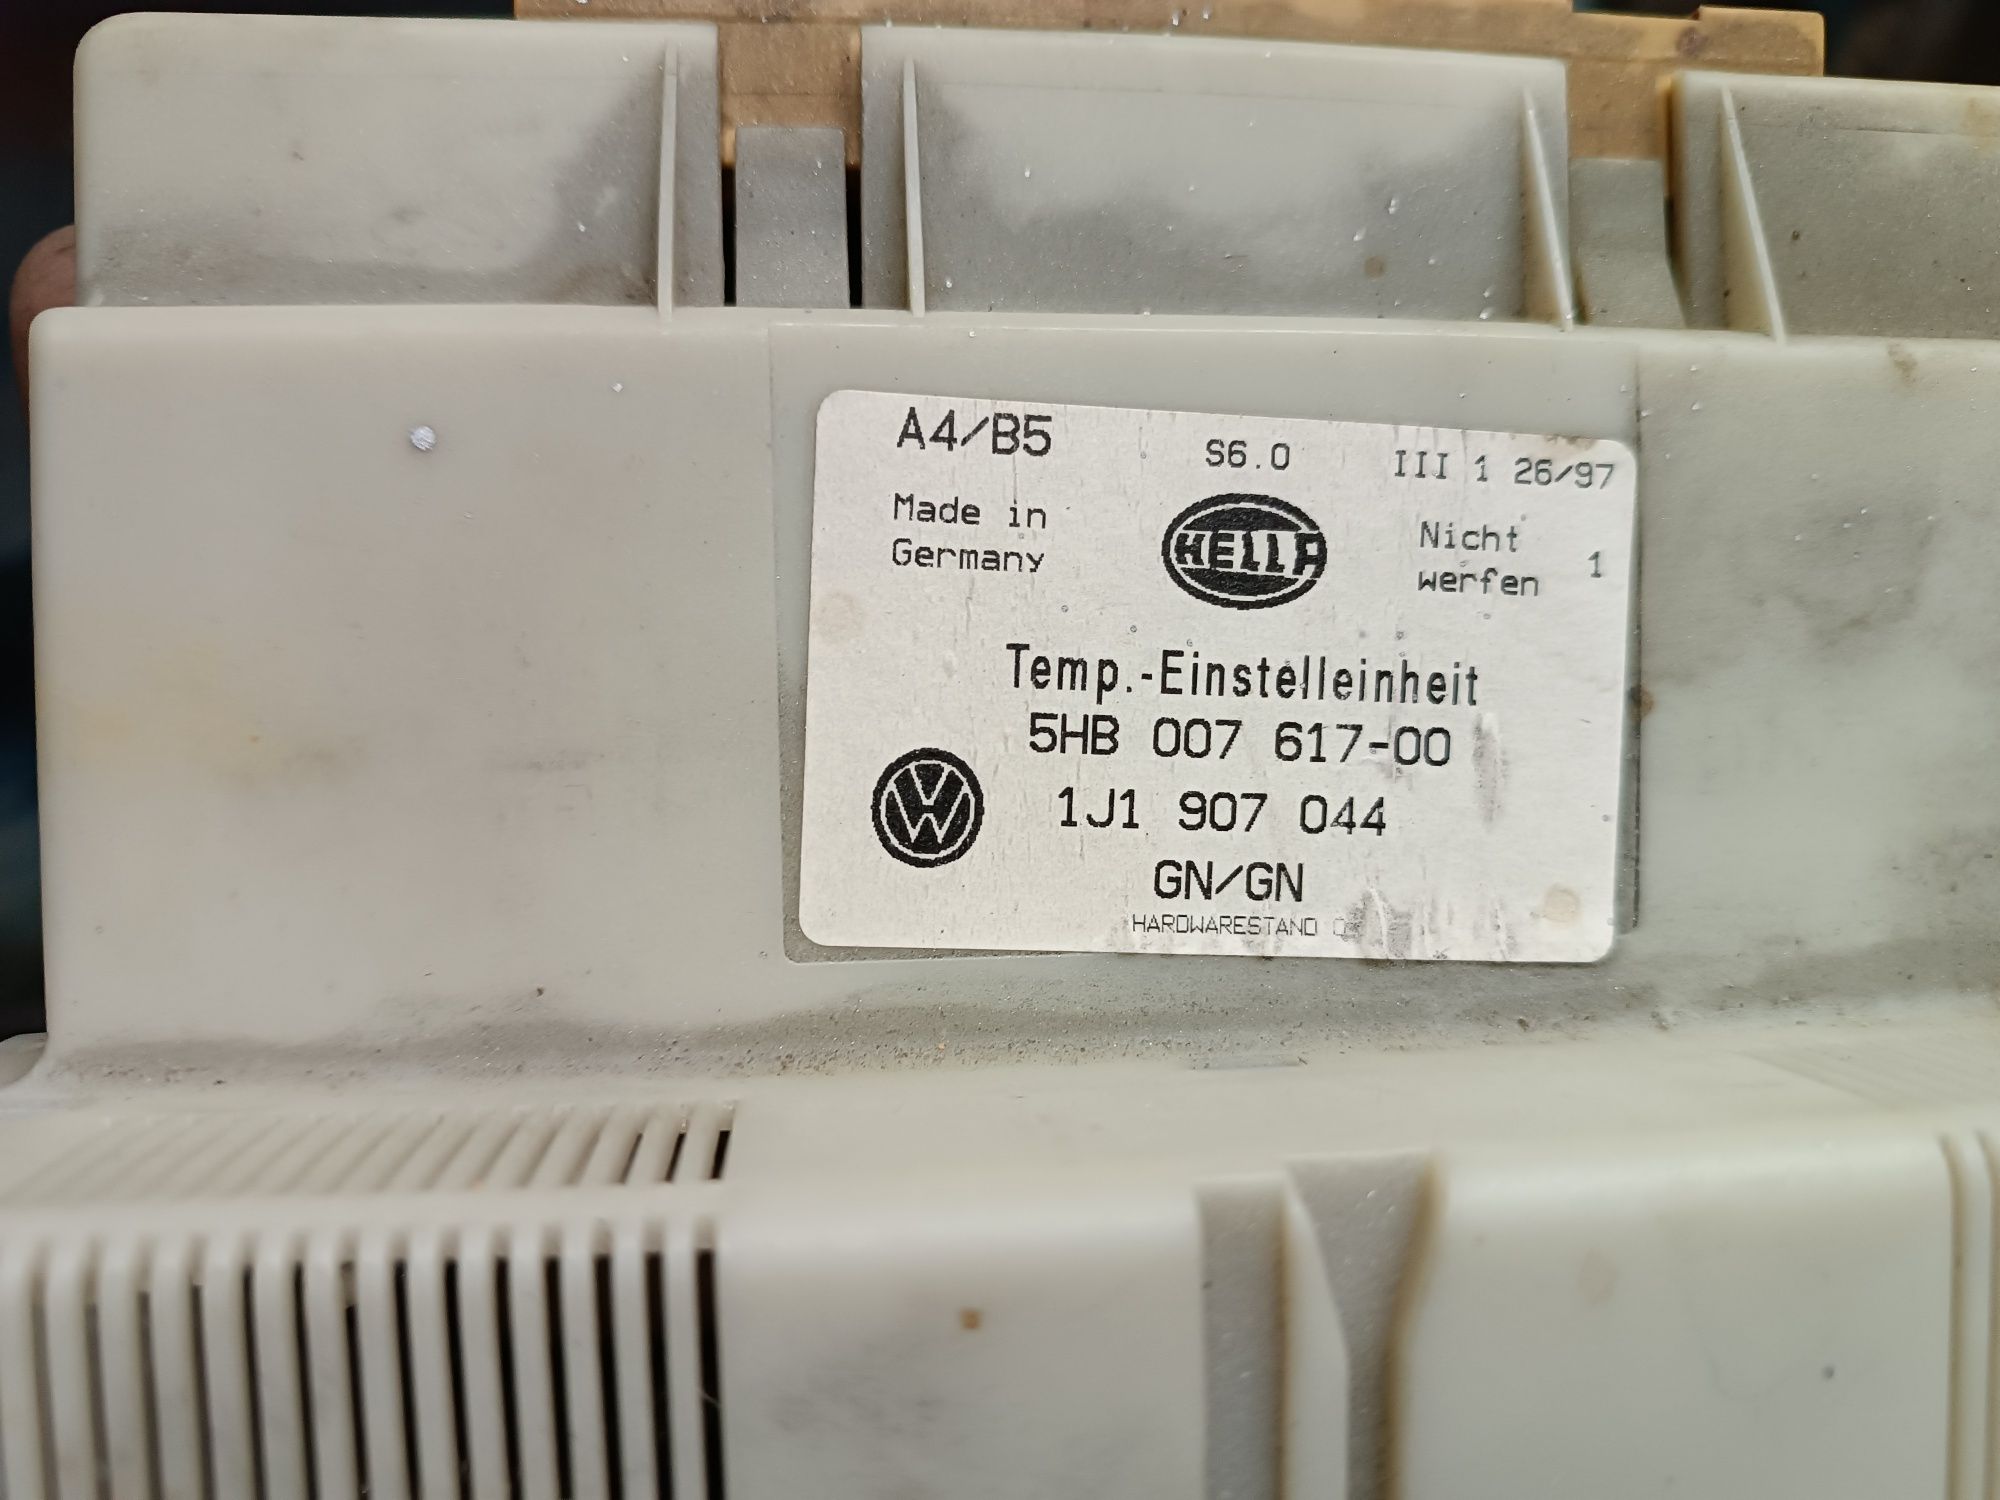 A4/B5 S6.0 III 1 26/97
Made in Germany
HELLA
Nicht werfen 1
Temp.-Einstelleinheit
5HB 007 617-00
VW 1J1 907 044
GN/GN
HARDWARESTAND